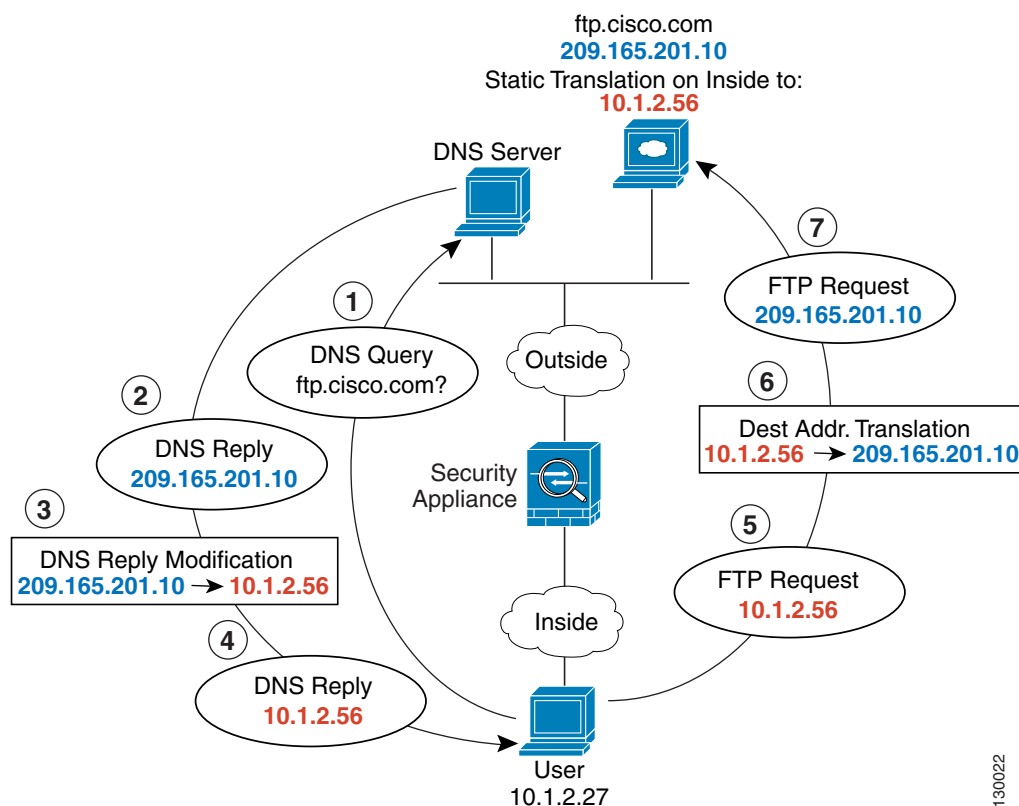 ftp.cisco.com
209.165.201.10
Static Translation on Inside to:
10.1.2.56
DNS Server
7
FTP Request
209.165.201.10
1
DNS Query
ftp.cisco.com?
Outside
2
DNS Reply
209.165.201.10
6
Dest Addr. Translation
10.1.2.56 → 209.165.201.10
Security
Appliance
3
DNS Reply Modification
209.165.201.10 → 10.1.2.56
5
FTP Request
10.1.2.56
Inside
4
DNS Reply
10.1.2.56
User
10.1.2.27
130022